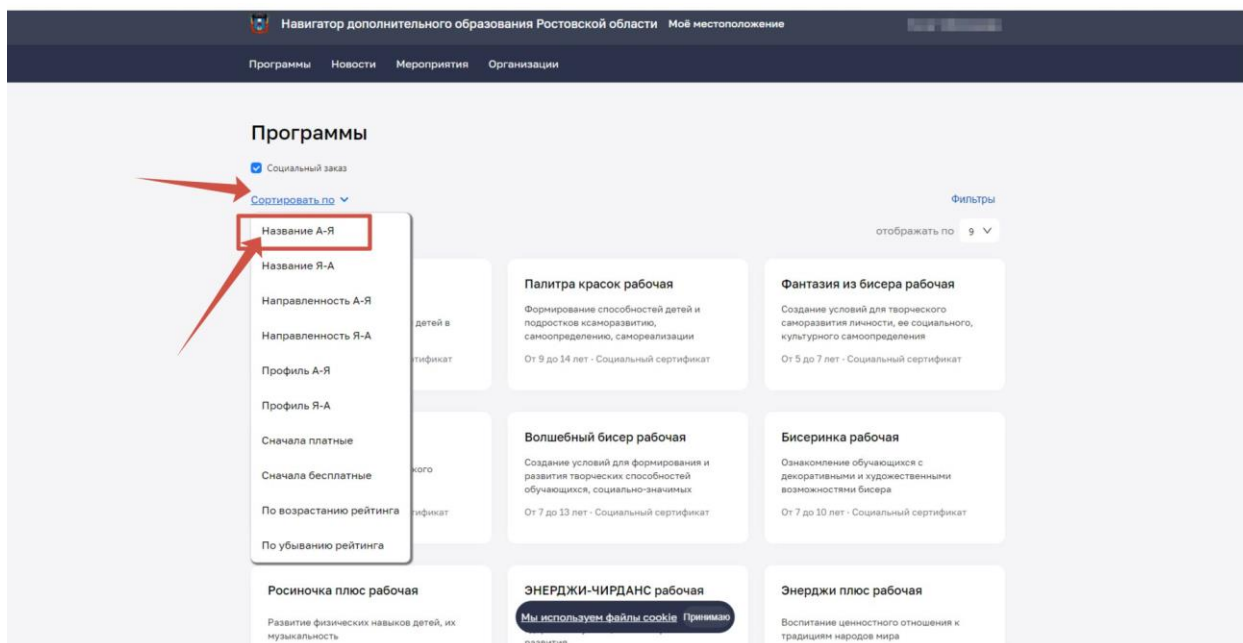 Навигатор дополнительного образования Ростовской области Моё местоположение
Программы Новости Мероприятия Организации
Программы
Социальный заказ
Сортировать по
Фильтры
отображать по 9
Название А-Я
Название Я-А
Направленность А-Я
Направленность Я-А
Профиль А-Я
Профиль Я-А
Сначала платные
Сначала бесплатные
По возрастанию рейтинга
По убыванию рейтинга
детей в
тификат
Палитра красок рабочая
Формирование способностей детей и
подростков ксаморазвитию,
самоопределению, самореализации
От 9 до 14 лет · Социальный сертификат
Фантазия из бисера рабочая
Создание условий для творческого
саморазвития личности, ее социального,
культурного самоопределения
От 5 до 7 лет · Социальный сертификат
кого
тификат
Волшебный бисер рабочая
Создание условий для формирования и
развития творческих способностей
обучающихся, социально-значимых
От 7 до 13 лет · Социальный сертификат
Бисеринка рабочая
Ознакомление обучающихся с
декоративными и художественными
возможностями бисера
От 7 до 10 лет · Социальный сертификат
Росиночка плюс рабочая
Развитие физических навыков детей, их
музыкальность
ЭНЕРДЖИ-ЧИРДАНС рабочая
Мы используем файлы cookie Принимаю
Энерджи плюс рабочая
Воспитание ценностного отношения к
традициям народов мира